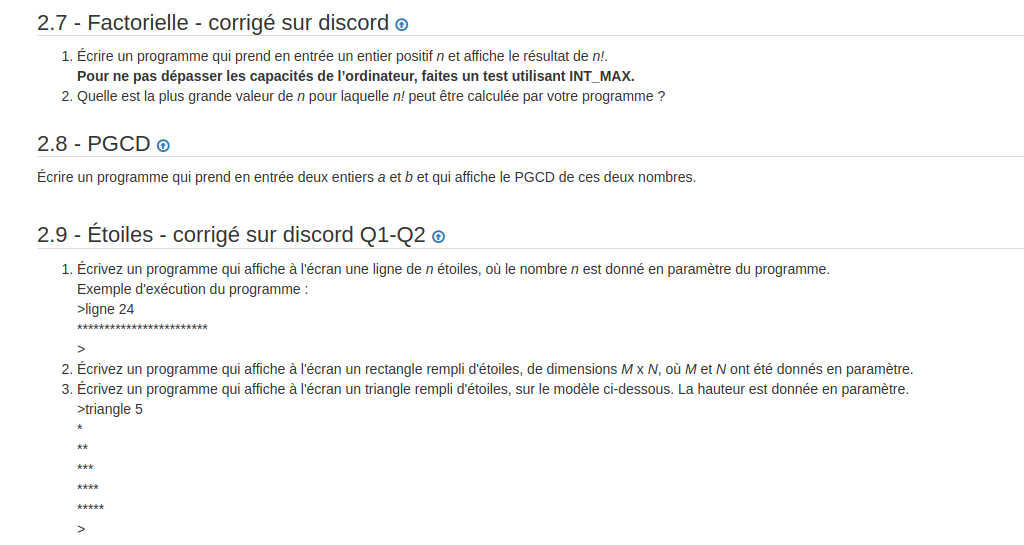 2.7 - Factorielle - corrigé sur discord
1. Écrire un programme qui prend en entrée un entier positif n et affiche le résultat de n!.
Pour ne pas dépasser les capacités de l’ordinateur, faites un test utilisant INT_MAX.
2. Quelle est la plus grande valeur de n pour laquelle n! peut être calculée par votre programme ?
2.8 - PGCD
Écrire un programme qui prend en entrée deux entiers a et b et qui affiche le PGCD de ces deux nombres.
2.9 - Étoiles - corrigé sur discord Q1-Q2
1. Écrivez un programme qui affiche à l'écran une ligne de n étoiles, où le nombre n est donné en paramètre du programme.
Exemple d'exécution du programme :
>ligne 24
************************
>
2. Écrivez un programme qui affiche à l'écran un rectangle rempli d'étoiles, de dimensions M x N, où M et N ont été donnés en paramètre.
3. Écrivez un programme qui affiche à l'écran un triangle rempli d'étoiles, sur le modèle ci-dessous. La hauteur est donnée en paramètre.
>triangle 5
*
**
***
****
*****
>